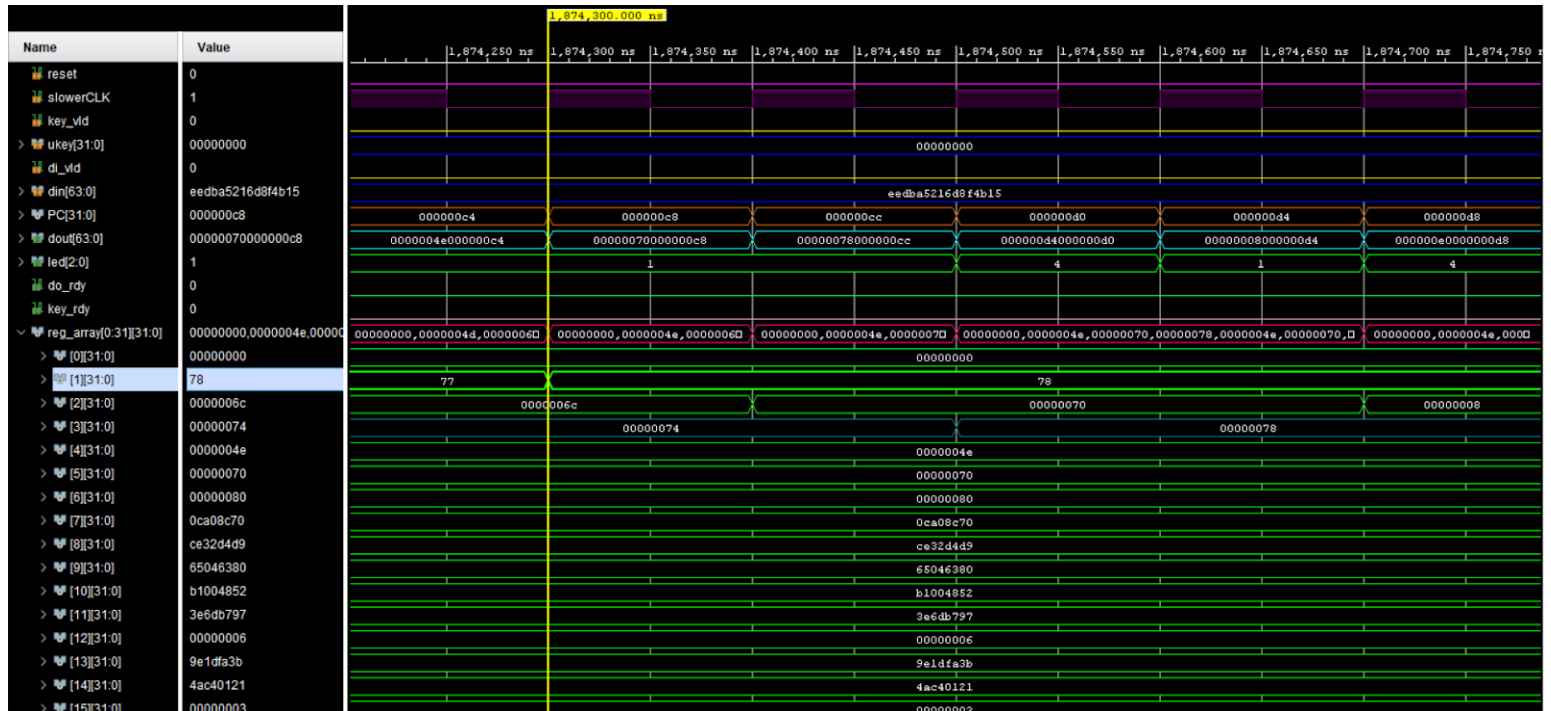 1,874,300.000 ns
Name Value 1,874,250 ns 1,874,300 ns 1,874,350 ns 1,874,400 ns 1,874,450 ns 1,874,500 ns 1,874,550 ns 1,874,600 ns 1,874,650 ns 1,874,700 ns 1,874,750
reset 0
slowerCLK 1
key_vld 0
ukey[31:0] 00000000 00000000
di_vld 0
din[63:0] eedba5216d8f4b15 eedba5216d8f4b15
PC[31:0] 000000c8 000000c4 000000c8 000000cc 000000d0 000000d4 000000d8
dout[63:0] 00000070000000c8 0000004e000000c4 00000070000000c8 00000078000000cc 000000d4000000d0 00000008000000d4 000000e0000000d8
led[2:0] 1 1 4 1 4
do_rdy 0
key_rdy 0
reg_array[0:31][31:0] 00000000,0000004e,00000 00000000,0000004d,0000006 00000000,0000004e,0000006 00000000,0000004e,0000007 00000000,0000004e,00000070,00000078,0000004e,00000070, 00000000,0000004e,000
[0][31:0] 00000000 00000000
[1][31:0] 78 77 78
[2][31:0] 0000006c 0000006c 00000070 00000008
[3][31:0] 00000074 00000074 00000078
[4][31:0] 0000004e 0000004e
[5][31:0] 00000070 00000070
[6][31:0] 00000080 00000080
[7][31:0] 0ca08c70 0ca08c70
[8][31:0] ce32d4d9 ce32d4d9
[9][31:0] 65046380 65046380
[10][31:0] b1004852 b1004852
[11][31:0] 3e6db797 3e6db797
[12][31:0] 00000006 00000006
[13][31:0] 9e1dfa3b 9e1dfa3b
[14][31:0] 4ac40121 4ac40121
[15][31:0] 00000003 00000003